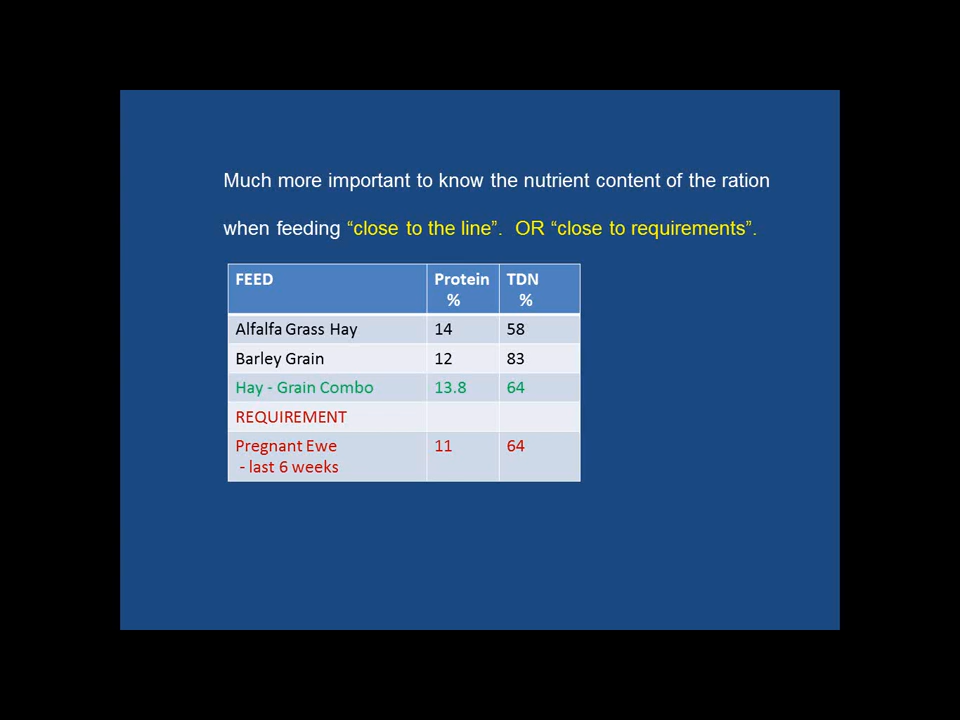 Much more important to know the nutrient content of the ration
when feeding “close to the line”.  OR “close to requirements”.
FEED Protein % TDN %
Alfalfa Grass Hay 14 58
Barley Grain 12 83
Hay - Grain Combo 13.8 64
REQUIREMENT
Pregnant Ewe 11 64
- last 6 weeks